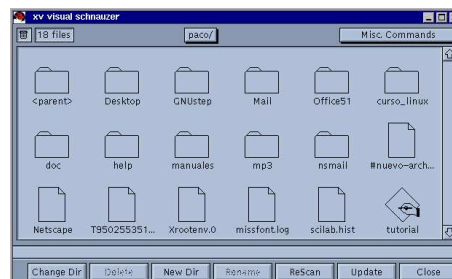 xv visual schnauzer
18 files paco/ Misc. Commands
<parent> Desktop GNUstep Mail Office51 curso_linux
doc help manuales mp3 nsmail #nuevo-arch...
Netscape T950255351... Xrootenv.0 missfont.log scilab.hist tutorial
Change Dir Delete New Dir Rename ReScan Update Close